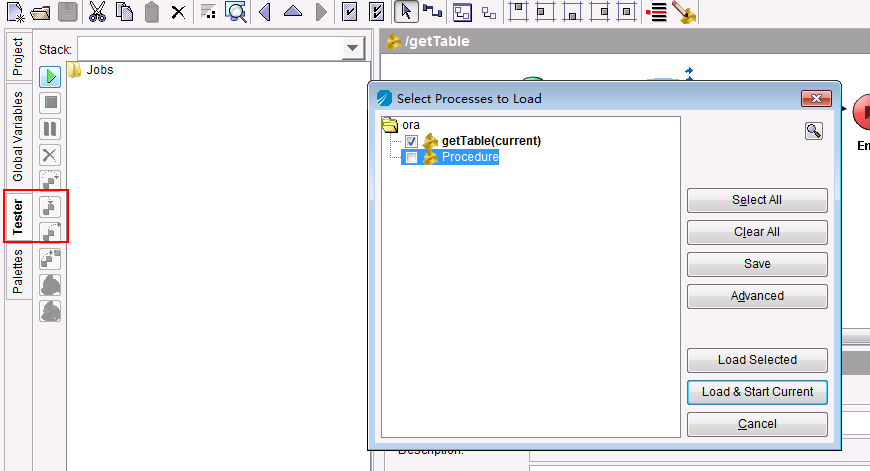 Project
Global Variables
Tester
Palettes
Stack:
Jobs
/getTable
Select Processes to Load
ora
getTable(current)
Procedure
Select All
Clear All
Save
Advanced
Load Selected
Load & Start Current
Cancel
En
Description: